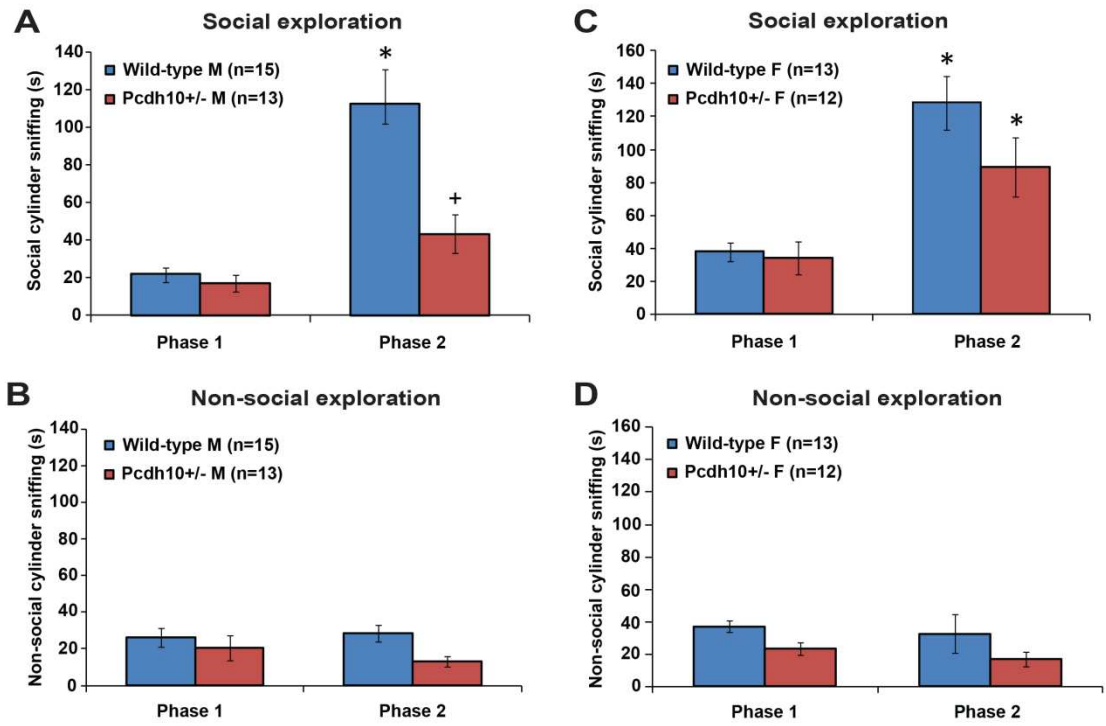 A
Social exploration
Social cylinder sniffing (s)
140
120
100
80
60
40
20
0
Wild-type M (n=15)
Pcdh10+/- M (n=13)
*
+
Phase 1
Phase 2
C
Social exploration
Social cylinder sniffing (s)
160
140
120
100
80
60
40
20
0
Wild-type F (n=13)
Pcdh10+/- F (n=12)
*
*
Phase 1
Phase 2
B
Non-social exploration
Non-social cylinder sniffing (s)
140
120
100
80
60
40
20
0
Wild-type M (n=15)
Pcdh10+/- M (n=13)
Phase 1
Phase 2
D
Non-social exploration
Non-social cylinder sniffing (s)
160
140
120
100
80
60
40
20
0
Wild-type F (n=13)
Pcdh10+/- F (n=12)
Phase 1
Phase 2